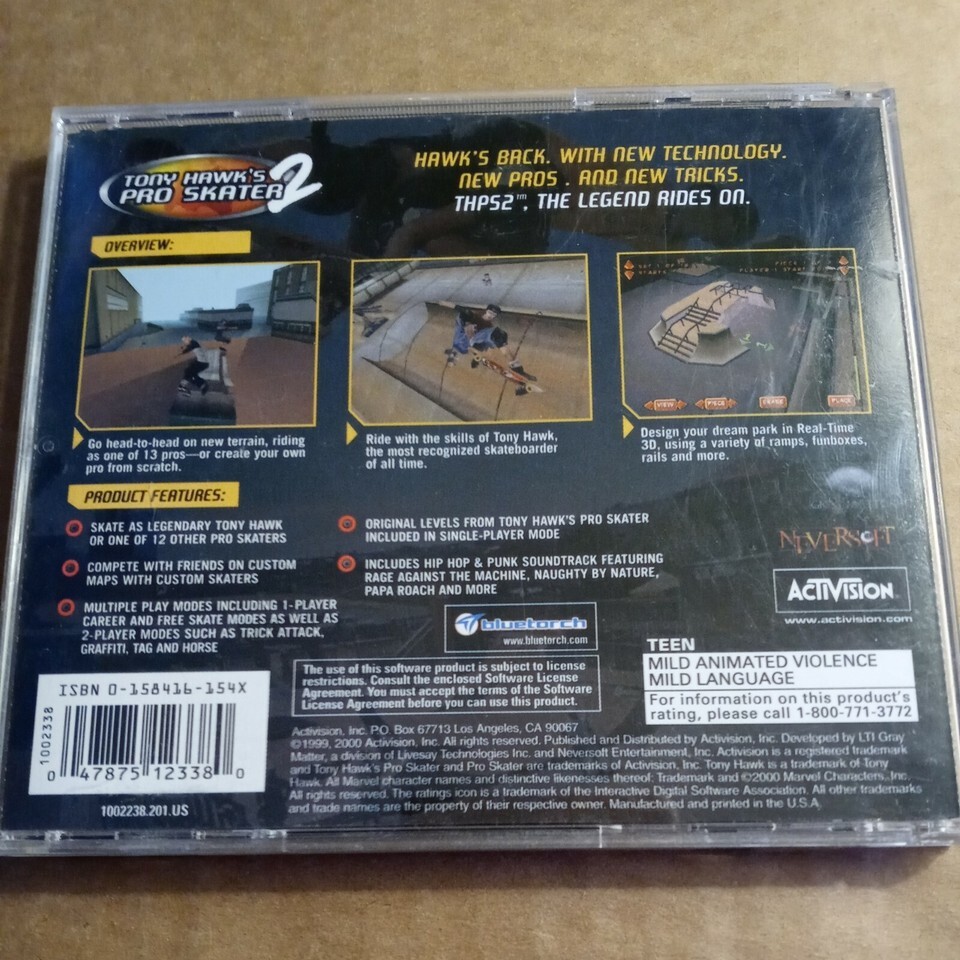 TONY HAWK'S
PRO SKATER 2
HAWK'S BACK. WITH NEW TECHNOLOGY.
NEW PROS . AND NEW TRICKS.
THPS2™, THE LEGEND RIDES ON.
OVERVIEW:
VIEW
PIECE
ERASE
PLACE
Go head-to-head on new terrain, riding
as one of 13 pros—or create your own
pro from scratch.
Ride with the skills of Tony Hawk,
the most recognized skateboarder
of all time.
Design your dream park in Real-Time
3D, using a variety of ramps, funboxes,
rails and more.
PRODUCT FEATURES:
SKATE AS LEGENDARY TONY HAWK
OR ONE OF 12 OTHER PRO SKATERS
COMPETE WITH FRIENDS ON CUSTOM
MAPS WITH CUSTOM SKATERS
MULTIPLE PLAY MODES INCLUDING 1-PLAYER
CAREER AND FREE SKATE MODES AS WELL AS
2-PLAYER MODES SUCH AS TRICK ATTACK,
GRAFFITI, TAG AND HORSE
ORIGINAL LEVELS FROM TONY HAWK'S PRO SKATER
INCLUDED IN SINGLE-PLAYER MODE
INCLUDES HIP HOP & PUNK SOUNDTRACK FEATURING
RAGE AGAINST THE MACHINE, NAUGHTY BY NATURE,
PAPA ROACH AND MORE
NEVERSOFT
ACTIVISION
www.activision.com
bluetorch
www.bluetorch.com
TEEN
MILD ANIMATED VIOLENCE
MILD LANGUAGE
For information on this product's
rating, please call 1-800-771-3772
The use of this software product is subject to license
restrictions. Consult the enclosed Software License
Agreement. You must accept the terms of the Software
License Agreement before you can use this product.
ISBN 0-158416-154X
1002338
0 47875 12338 0
1002238.201.US
Activision, Inc. P.O. Box 67713 Los Angeles, CA 90067
©1999, 2000 Activision, Inc. All rights reserved. Published and Distributed by Activision, Inc. Developed by LTI Gray
Matter, a division of Livesay Technologies Inc. and Neversoft Entertainment, Inc. Activision is a registered trademark
and Tony Hawk's Pro Skater and Pro Skater are trademarks of Activision, Inc. Tony Hawk is a trademark of Tony
Hawk. All Marvel character names and distinctive likenesses thereof: Trademark and ©2000 Marvel Characters, Inc.
All rights reserved. The ratings icon is a trademark of the Interactive Digital Software Association. All other trademarks
and trade names are the property of their respective owner. Manufactured and printed in the U.S.A.